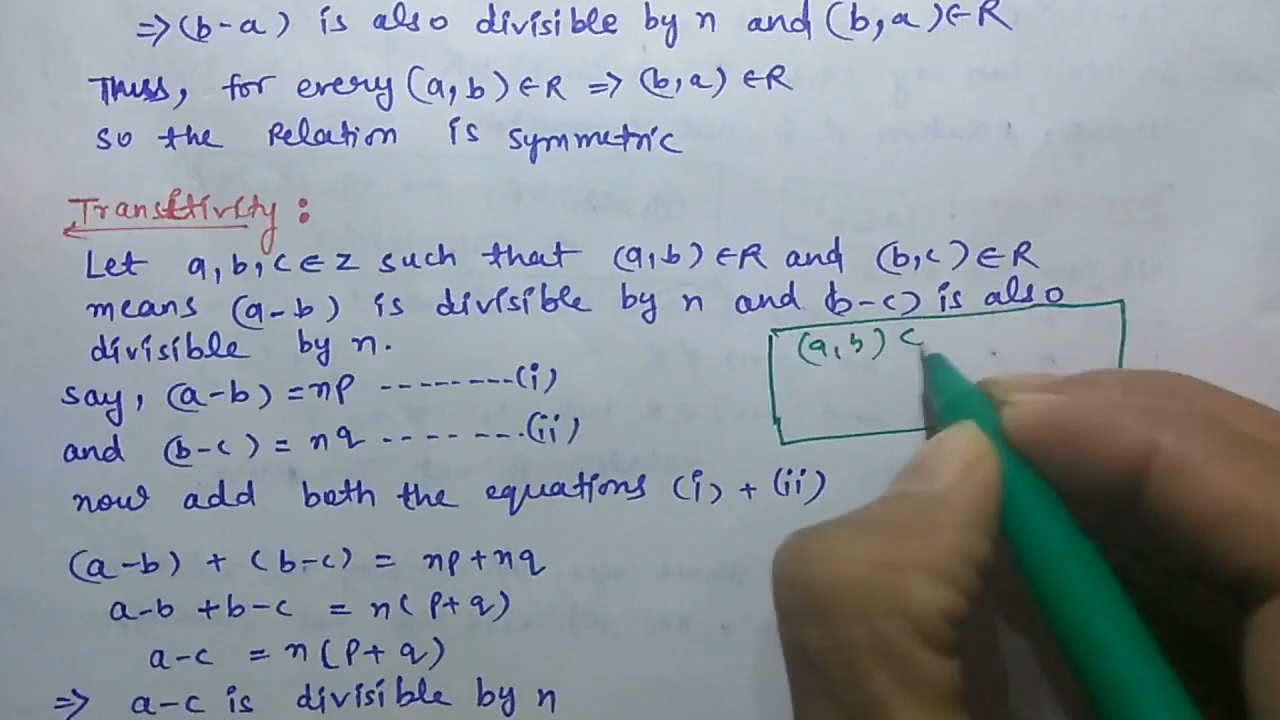 ⇒ (b-a) is also divisible by n and (b,a) ∈ R
Thus, for every (a,b) ∈ R ⇒ (b,a) ∈ R
so the Relation is symmetric
Transitivity :
Let a,b,c ∈ z such that (a,b) ∈ R and (b,c) ∈ R
means (a-b) is divisible by n and (b-c) is also
divisible by n.
(a,b) ∈
say, (a-b) = np ---------(i)
and (b-c) = nq -------(ii)
now add both the equations (i) + (ii)
(a-b) + (b-c) = np+nq
a-b +b-c = n(p+q)
a-c = n(p+q)
⇒ a-c is divisible by n